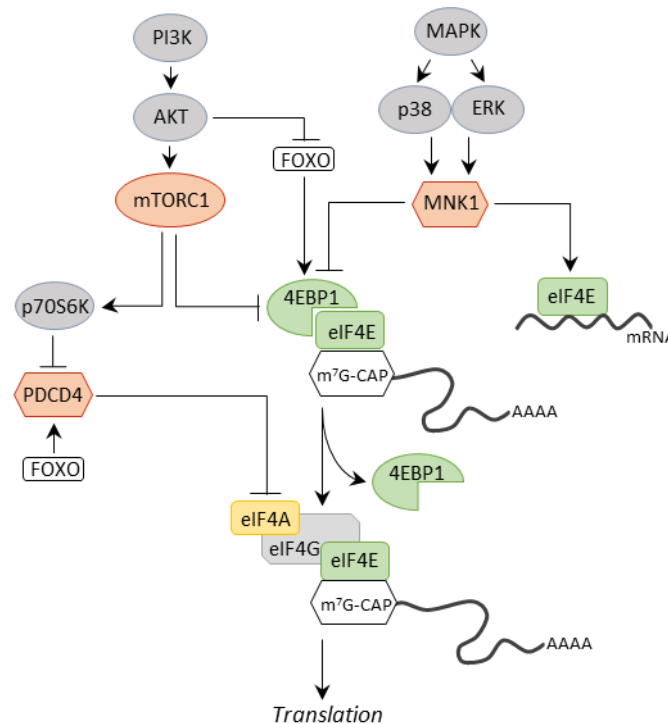 PI3K
MAPK
AKT
p38
ERK
FOXO
mTORC1
MNK1
p70S6K
4EBP1
eIF4E
eIF4E
mRNA
m⁷G-CAP
PDCD4
AAAA
FOXO
4EBP1
eIF4A
eIF4G
eIF4E
m⁷G-CAP
AAAA
Translation